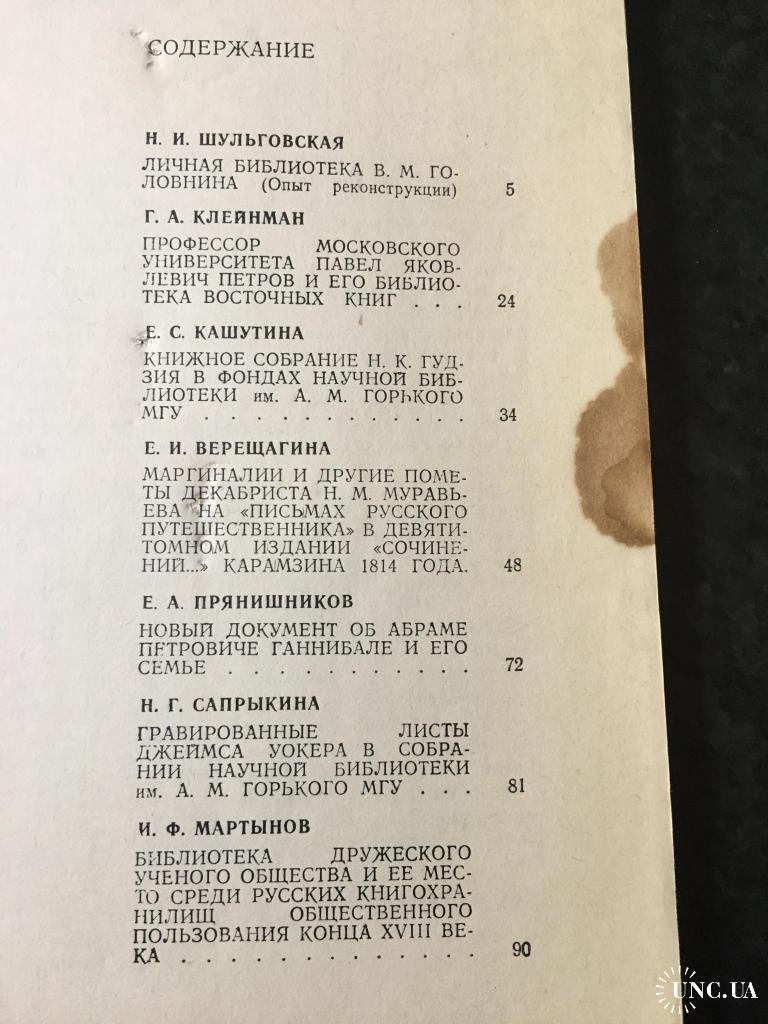 СОДЕРЖАНИЕ
Н. И. ШУЛЬГОВСКАЯ
ЛИЧНАЯ БИБЛИОТЕКА В. М. ГО-
ЛОВНИНА (Опыт реконструкции) 5
Г. А. КЛЕЙНМАН
ПРОФЕССОР МОСКОВСКОГО
УНИВЕРСИТЕТА ПАВЕЛ ЯКОВ-
ЛЕВИЧ ПЕТРОВ И ЕГО БИБЛИО-
ТЕКА ВОСТОЧНЫХ КНИГ . . . 24
Е. С. КАШУТИНА
КНИЖНОЕ СОБРАНИЕ Н. К. ГУД-
ЗИЯ В ФОНДАХ НАУЧНОЙ БИБ-
ЛИОТЕКИ им. А. М. ГОРЬКОГО
МГУ . . . . . . . . . . . . 34
Е. И. ВЕРЕЩАГИНА
МАРГИНАЛИИ И ДРУГИЕ ПОМЕ-
ТЫ ДЕКАБРИСТА Н. М. МУРАВЬ-
ЕВА НА «ПИСЬМАХ РУССКОГО
ПУТЕШЕСТВЕННИКА» В ДЕВЯТИ-
ТОМНОМ ИЗДАНИИ «СОЧИНЕ-
НИЙ...» КАРАМЗИНА 1814 ГОДА. 48
Е. А. ПРЯНИШНИКОВ
НОВЫЙ ДОКУМЕНТ ОБ АБРАМЕ
ПЕТРОВИЧЕ ГАННИБАЛЕ И ЕГО
СЕМЬЕ . . . . . . . . . . . 72
Н. Г. САПРЫКИНА
ГРАВИРОВАННЫЕ ЛИСТЫ
ДЖЕЙМСА УОКЕРА В СОБРА-
НИИ НАУЧНОЙ БИБЛИОТЕКИ
им. А. М. ГОРЬКОГО МГУ . . . 81
И. Ф. МАРТЫНОВ
БИБЛИОТЕКА ДРУЖЕСКОГО
УЧЕНОГО ОБЩЕСТВА И ЕЕ МЕС-
ТО СРЕДИ РУССКИХ КНИГОХРА-
НИЛИЩ ОБЩЕСТВЕННОГО
ПОЛЬЗОВАНИЯ КОНЦА XVIII ВЕ-
КА . . . . . . . . . . . . . 90
UNC.UA